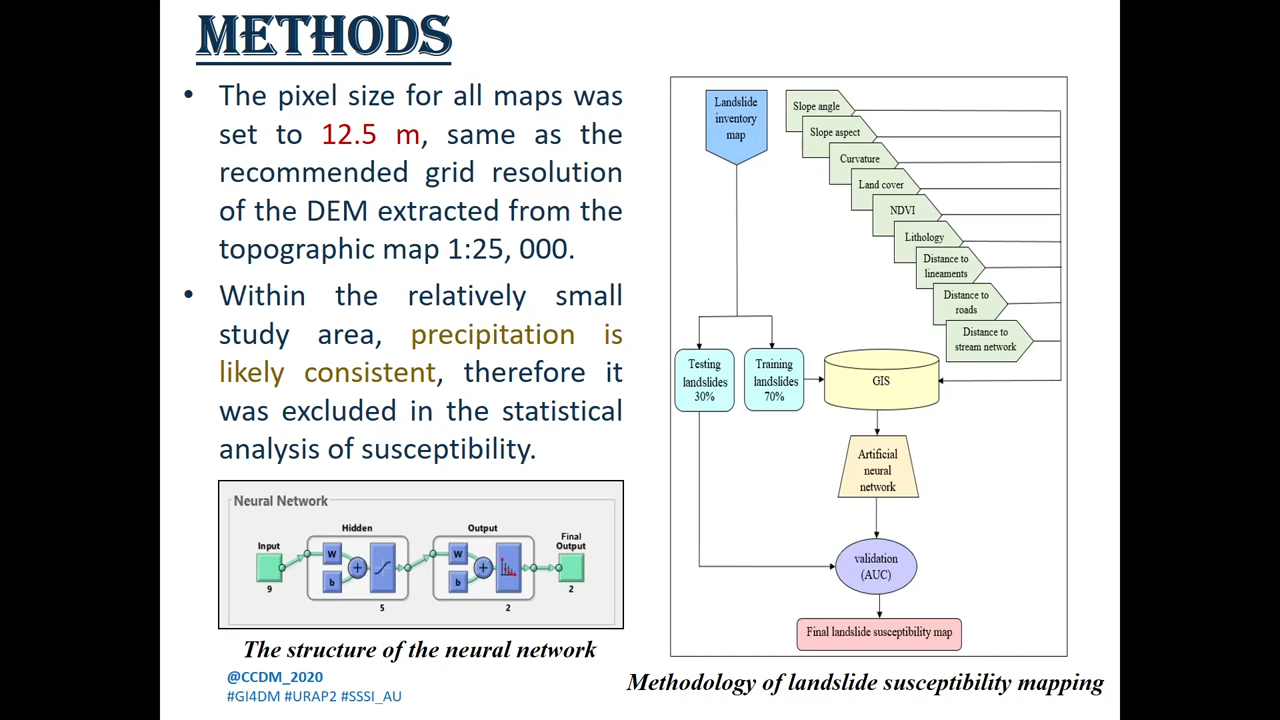 METHODS
• The pixel size for all maps was
set to 12.5 m, same as the
recommended grid resolution
of the DEM extracted from the
topographic map 1:25, 000.
• Within the relatively small
study area, precipitation is
likely consistent, therefore it
was excluded in the statistical
analysis of susceptibility.
Neural Network
Hidden
Output
Input
Final
Output
W
b
+
W
b
+
9
5
2
2
The structure of the neural network
@CCDM_2020
#GI4DM #URAP2 #SSSI_AU
Landslide
inventory
map
Slope angle
Slope aspect
Curvature
Land cover
NDVI
Lithology
Distance to
lineaments
Distance to
roads
Distance to
stream network
Testing
landslides
30%
Training
landslides
70%
GIS
Artificial
neural
network
validation
(AUC)
Final landslide susceptibility map
Methodology of landslide susceptibility mapping